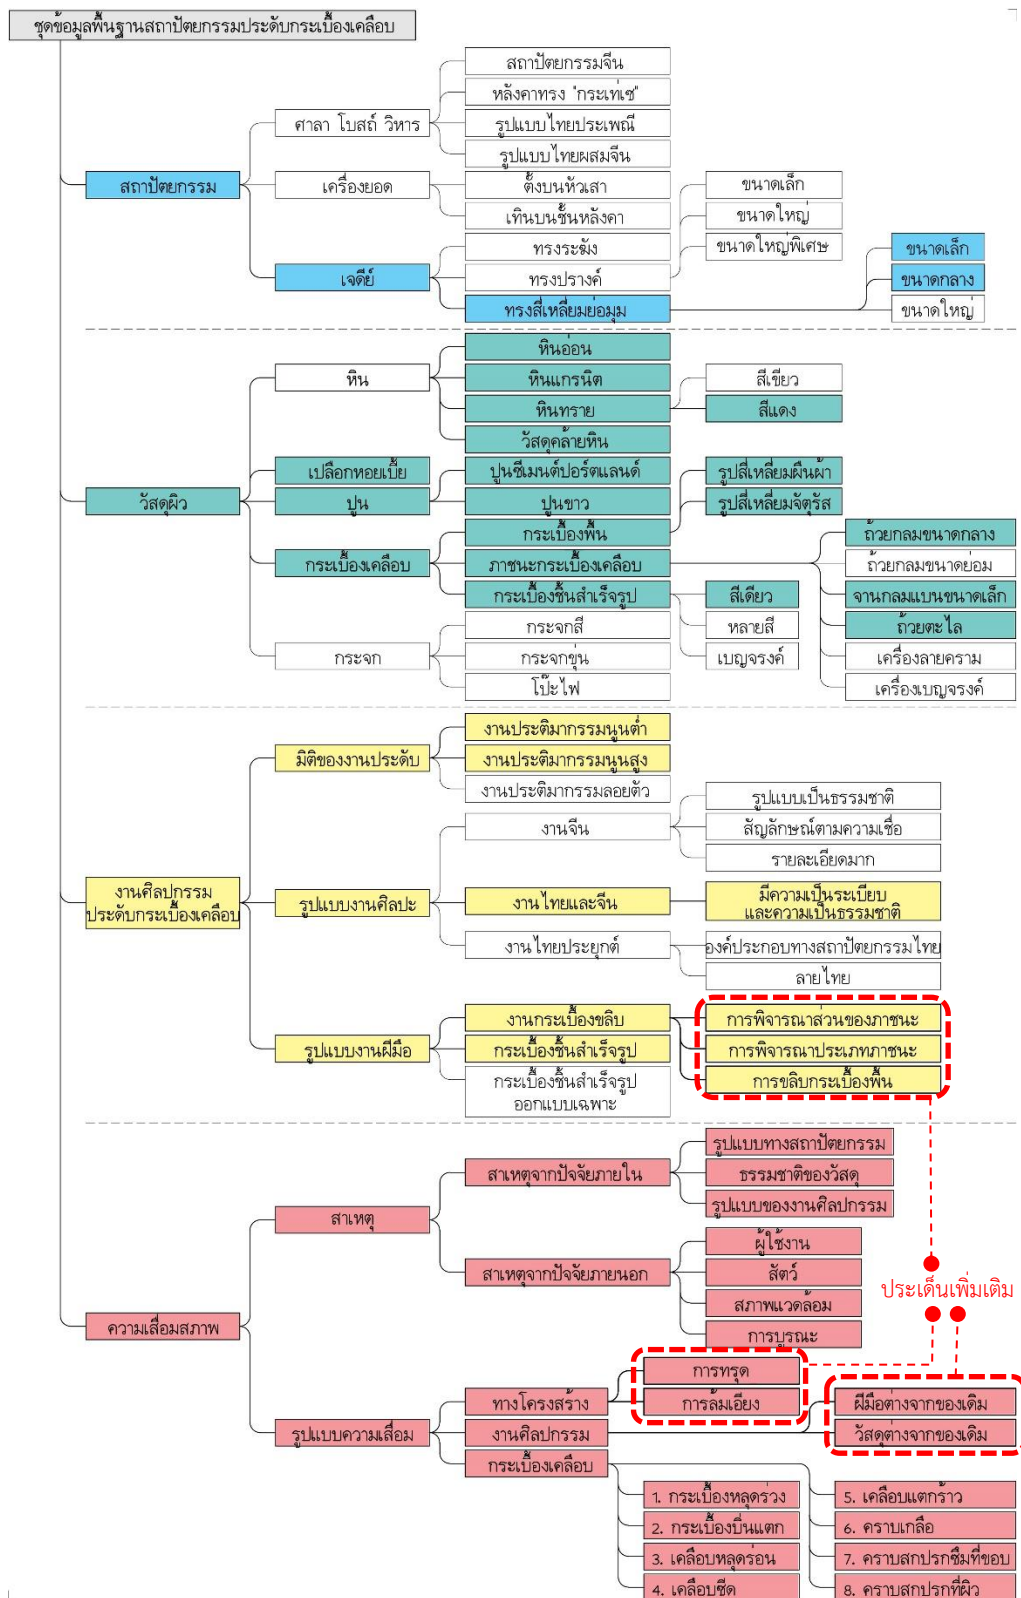 ชุดข้อมูลพื้นฐานสถาปัตยกรรมประดับกระเบื้องเคลือบ
สถาปัตยกรรม
ศาลา โบสถ์ วิหาร
สถาปัตยกรรมจีน
หลังคาทรง "กระเท่เซ"
รูปแบบไทยประเพณี
รูปแบบไทยผสมจีน
เครื่องยอด
ตั้งบนหัวเสา
เทินบนชั้นหลังคา
เจดีย์
ทรงระฆัง
ทรงปรางค์
ขนาดเล็ก
ขนาดใหญ่
ขนาดใหญ่พิเศษ
ทรงสี่เหลี่ยมย่อมุม
ขนาดเล็ก
ขนาดกลาง
ขนาดใหญ่
วัสดุผิว
หิน
หินอ่อน
หินแกรนิต
หินทราย
สีเขียว
สีแดง
วัสดุคล้ายหิน
เปลือกหอยเบี้ย
ปูน
ปูนซีเมนต์ปอร์ตแลนด์
ปูนขาว
กระเบื้องเคลือบ
กระเบื้องพื้น
รูปสี่เหลี่ยมผืนผ้า
รูปสี่เหลี่ยมจัตุรัส
ภาชนะกระเบื้องเคลือบ
ถ้วยกลมขนาดกลาง
ถ้วยกลมขนาดย่อม
จานกลมแบนขนาดเล็ก
ถ้วยตะไล
เครื่องลายคราม
เครื่องเบญจรงค์
กระเบื้องชิ้นสำเร็จรูป
สีเดียว
หลายสี
เบญจรงค์
กระจก
กระจกสี
กระจกขุ่น
โป๊ะไฟ
งานศิลปกรรม
ประดับกระเบื้องเคลือบ
มิติของงานประดับ
งานประติมากรรมนูนต่ำ
งานประติมากรรมนูนสูง
งานประติมากรรมลอยตัว
รูปแบบงานศิลปะ
งานจีน
รูปแบบเป็นธรรมชาติ
สัญลักษณ์ตามความเชื่อ
รายละเอียดมาก
งานไทยและจีน
มีความเป็นระเบียบ
และความเป็นธรรมชาติ
งานไทยประยุกต์
องค์ประกอบทางสถาปัตยกรรมไทย
ลายไทย
รูปแบบงานฝีมือ
งานกระเบื้องขลิบ
การพิจารณาส่วนของภาชนะ
การพิจารณาประเภทภาชนะ
การขลิบกระเบื้องพื้น
กระเบื้องชิ้นสำเร็จรูป
กระเบื้องชิ้นสำเร็จรูป
ออกแบบเฉพาะ
ความเสื่อมสภาพ
สาเหตุ
สาเหตุจากปัจจัยภายใน
รูปแบบทางสถาปัตยกรรม
ธรรมชาติของวัสดุ
รูปแบบของงานศิลปกรรม
สาเหตุจากปัจจัยภายนอก
ผู้ใช้งาน
สัตว์
สภาพแวดล้อม
การบูรณะ
ประเด็นเพิ่มเติม
รูปแบบความเสื่อม
ทางโครงสร้าง
การทรุด
การล้มเอียง
งานศิลปกรรม
ฝีมือต่างจากของเดิม
วัสดุต่างจากของเดิม
กระเบื้องเคลือบ
1. กระเบื้องหลุดร่วง
2. กระเบื้องบิ่นแตก
3. เคลือบหลุดร่อน
4. เคลือบซีด
5. เคลือบแตกร้าว
6. คราบเกลือ
7. คราบสกปรกซึมที่ขอบ
8. คราบสกปรกที่ผิว